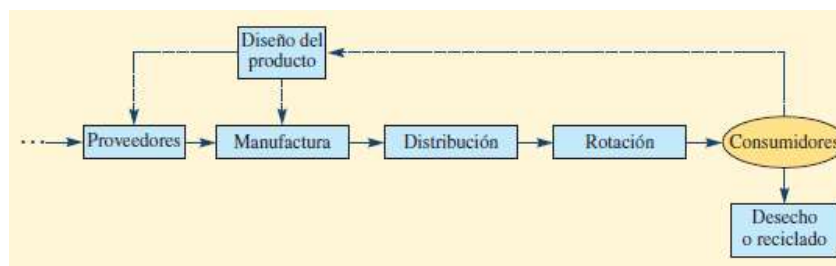 Diseño del
producto
Proveedores
Manufactura
Distribución
Rotación
Consumidores
Desecho
o reciclado